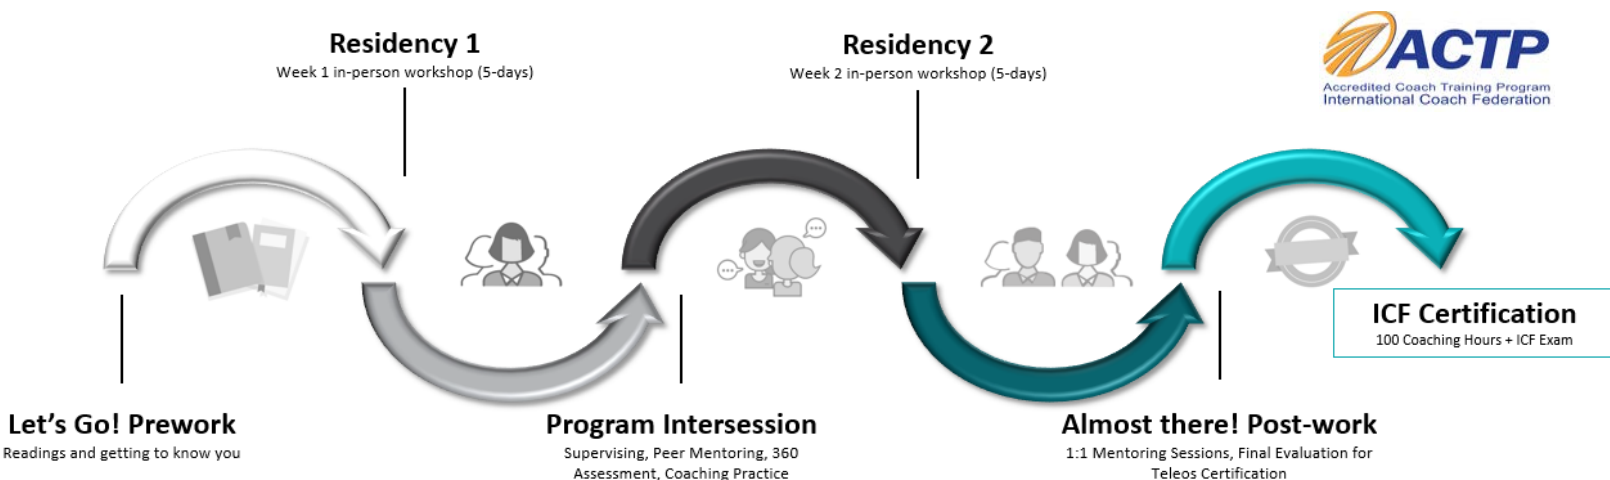 Residency 1
Week 1 in-person workshop (5-days)
Residency 2
Week 2 in-person workshop (5-days)
ACTP
Accredited Coach Training Program
International Coach Federation
ICF Certification
100 Coaching Hours + ICF Exam
Let's Go! Prework
Readings and getting to know you
Program Intersession
Supervising, Peer Mentoring, 360
Assessment, Coaching Practice
Almost there! Post-work
1:1 Mentoring Sessions, Final Evaluation for
Teleos Certification